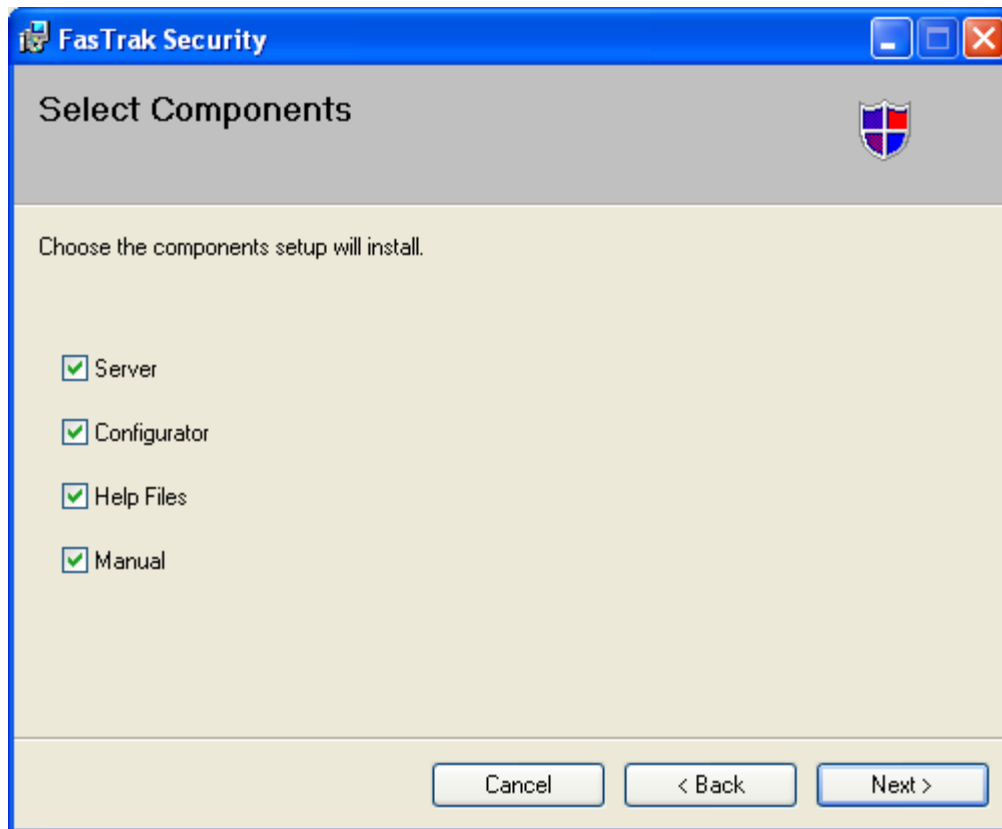 FasTrak Security
Select Components
Choose the components setup will install.
Server
Configurator
Help Files
Manual
Cancel
< Back
Next >